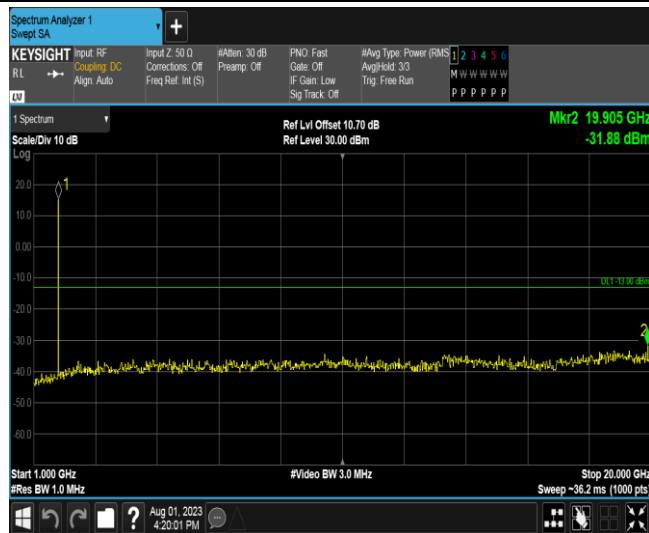 Spectrum Analyzer 1
Swept SA
+
KEYSIGHT Input: RF Input Z: 50 Ω #Atten: 30 dB PNO: Fast #Avg Type: Power (RMS 1 2 3 4 5 6
RL Coupling: DC Corrections: Off Preamp: Off Gate: Off Avg|Hold: 3/3 M W W W W W
Align: Auto Freq Ref: Int (S) IF Gain: Low Trig: Free Run
Sig Track: Off P P P P P P
LXI
1 Spectrum Ref Lvl Offset 10.70 dB Mkr2 19.905 GHz
Scale/Div 10 dB Ref Level 30.00 dBm -31.88 dBm
Log
1
20.0
10.0
0.00
-10.0
DL1 -13.00 dBm
-20.0
-30.0
2
-40.0
-50.0
-60.0
Start 1.000 GHz #Video BW 3.0 MHz Stop 20.000 GHz
#Res BW 1.0 MHz Sweep ~36.2 ms (1000 pts)
? Aug 01, 2023
4:20:01 PM